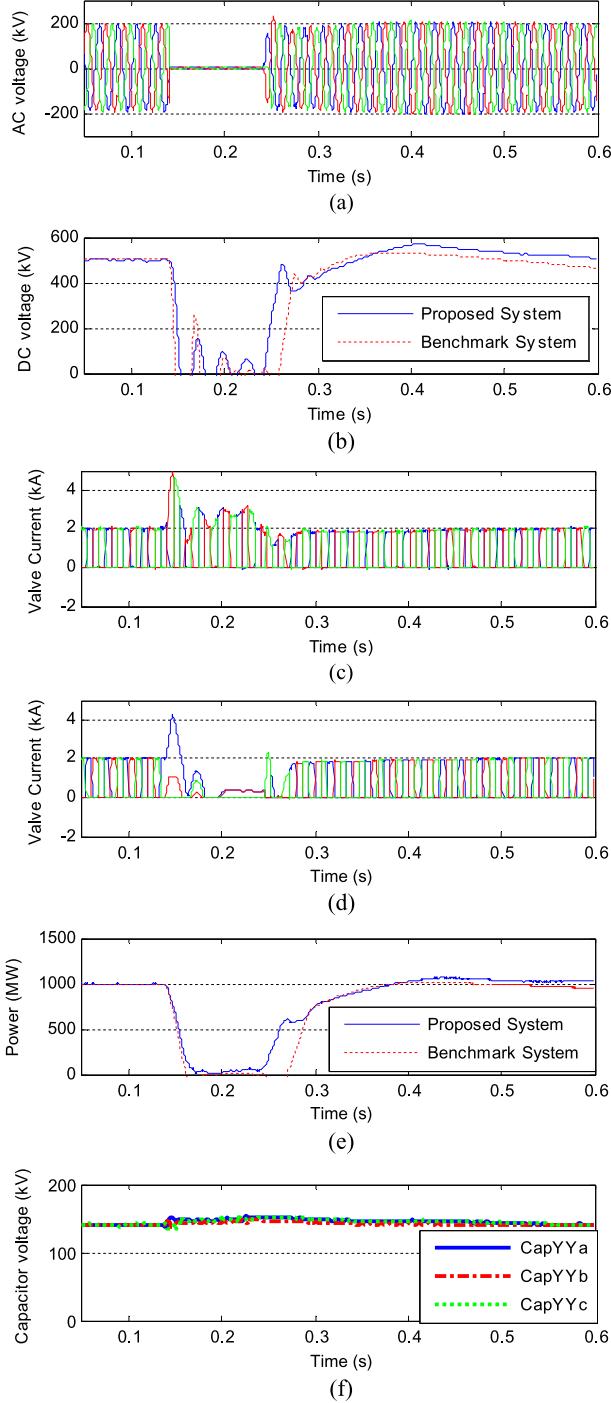 AC voltage (kV)
200
0
-200
0.1 0.2 0.3 0.4 0.5 0.6
Time (s)
(a)
DC voltage (kV)
600
400
200
0
Proposed System
Benchmark System
0.1 0.2 0.3 0.4 0.5 0.6
Time (s)
(b)
Valve Current (kA)
4
2
0
-2
0.1 0.2 0.3 0.4 0.5 0.6
Time (s)
(c)
Valve Current (kA)
4
2
0
-2
0.1 0.2 0.3 0.4 0.5 0.6
Time (s)
(d)
Power (MW)
1500
1000
500
0
Proposed System
Benchmark System
0.1 0.2 0.3 0.4 0.5 0.6
Time (s)
(e)
Capacitor voltage (kV)
200
100
0
CapYYa
CapYYb
CapYYc
0.1 0.2 0.3 0.4 0.5 0.6
Time (s)
(f)